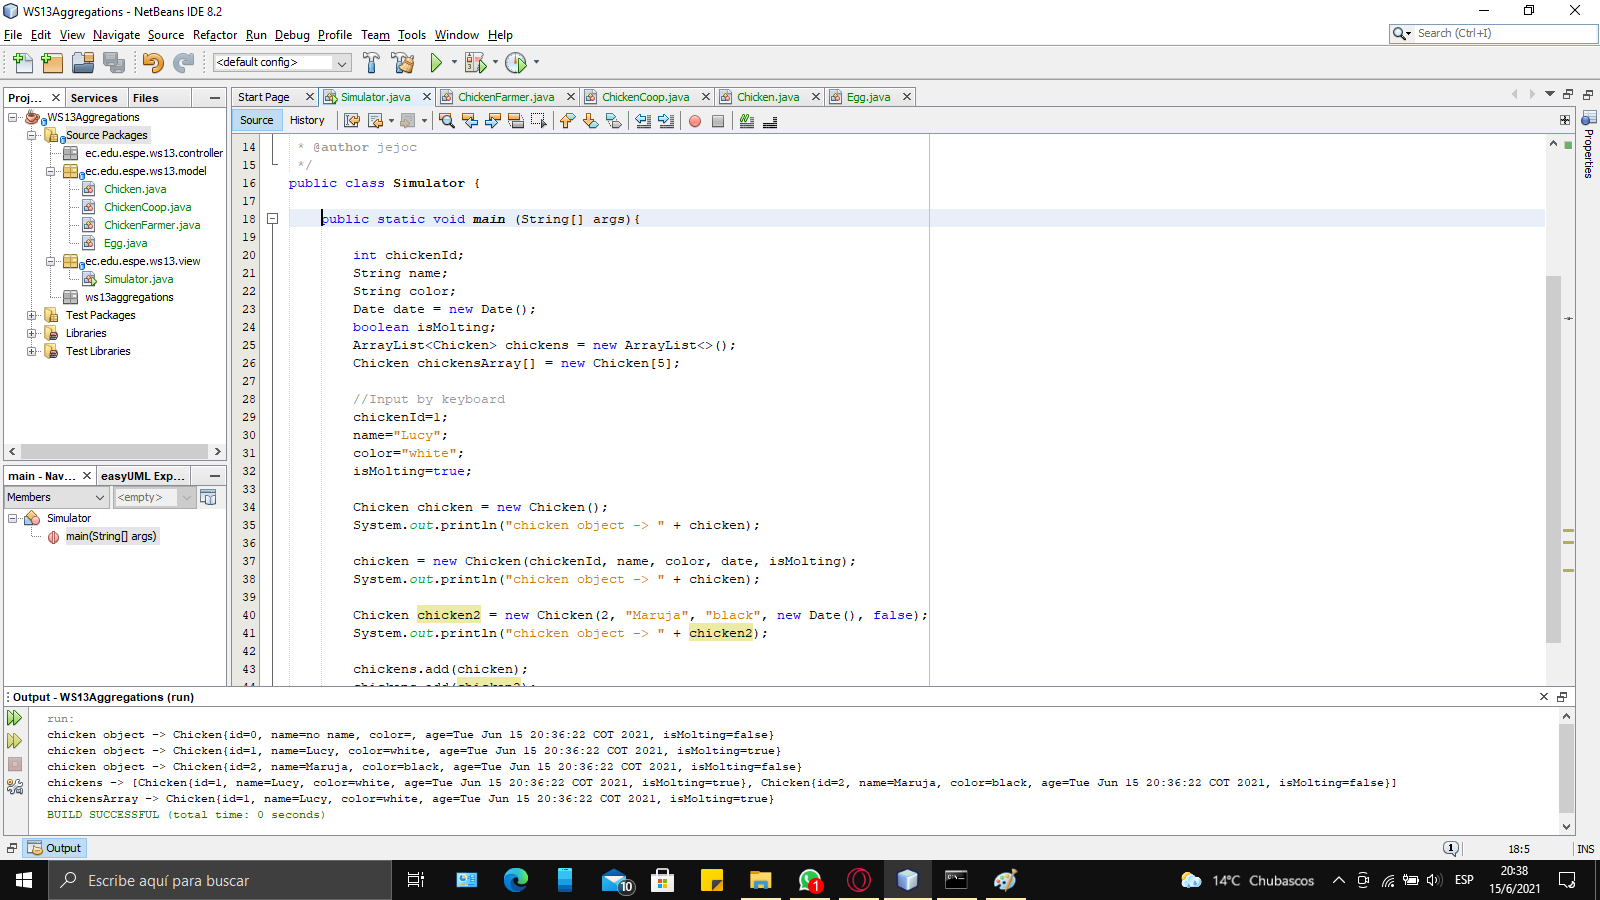 WS13Aggregations - NetBeans IDE 8.2
File Edit View Navigate Source Refactor Run Debug Profile Team Tools Window Help
Search (Ctrl+I)
<default config>
Proj... Services Files
Start Page Simulator.java ChickenFarmer.java ChickenCoop.java Chicken.java Egg.java
Source History
WS13Aggregations
Source Packages
ec.edu.espe.ws13.controller
ec.edu.espe.ws13.model
Chicken.java
ChickenCoop.java
ChickenFarmer.java
Egg.java
ec.edu.espe.ws13.view
Simulator.java
ws13aggregations
Test Packages
Libraries
Test Libraries
main - Nav... easyUML Exp...
Members <empty>
Simulator
main(String[] args)
14 * @author jejoc
15 */
16 public class Simulator {
17
18 public static void main (String[] args){
19
20 int chickenId;
21 String name;
22 String color;
23 Date date = new Date();
24 boolean isMolting;
25 ArrayList<Chicken> chickens = new ArrayList<>();
26 Chicken chickensArray[] = new Chicken[5];
27
28 //Input by keyboard
29 chickenId=1;
30 name="Lucy";
31 color="white";
32 isMolting=true;
33
34 Chicken chicken = new Chicken();
35 System.out.println("chicken object -> " + chicken);
36
37 chicken = new Chicken(chickenId, name, color, date, isMolting);
38 System.out.println("chicken object -> " + chicken);
39
40 Chicken chicken2 = new Chicken(2, "Maruja", "black", new Date(), false);
41 System.out.println("chicken object -> " + chicken2);
42
43 chickens.add(chicken);
44 chickens.add(chicken2);
Properties
Output - WS13Aggregations (run)
run:
chicken object -> Chicken{id=0, name=no name, color=, age=Tue Jun 15 20:36:22 COT 2021, isMolting=false}
chicken object -> Chicken{id=1, name=Lucy, color=white, age=Tue Jun 15 20:36:22 COT 2021, isMolting=true}
chicken object -> Chicken{id=2, name=Maruja, color=black, age=Tue Jun 15 20:36:22 COT 2021, isMolting=false}
chickens -> [Chicken{id=1, name=Lucy, color=white, age=Tue Jun 15 20:36:22 COT 2021, isMolting=true}, Chicken{id=2, name=Maruja, color=black, age=Tue Jun 15 20:36:22 COT 2021, isMolting=false}]
chickensArray -> Chicken{id=1, name=Lucy, color=white, age=Tue Jun 15 20:36:22 COT 2021, isMolting=true}
BUILD SUCCESSFUL (total time: 0 seconds)
Output
1 18:5 INS
Escribe aquí para buscar
10
1
14°C Chubascos
ESP
20:38
15/6/2021